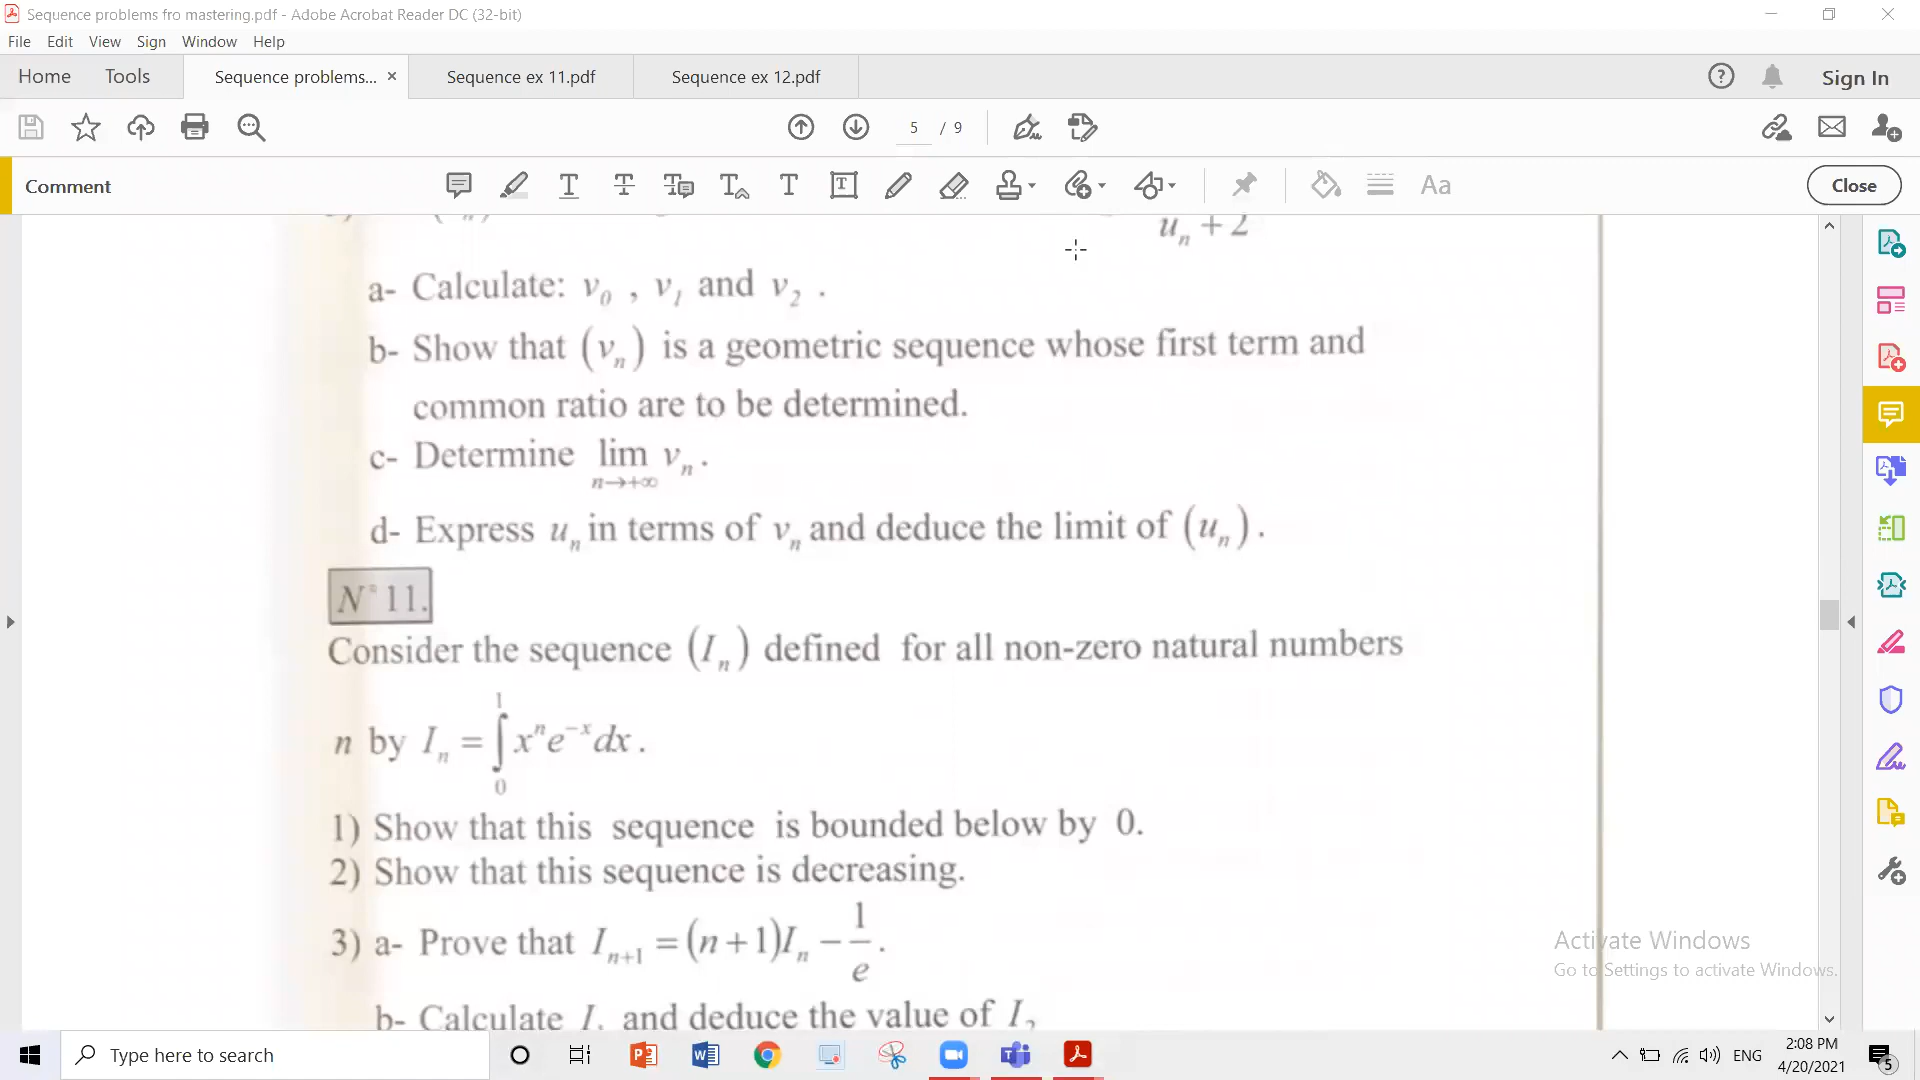 Sequence problems fro mastering.pdf - Adobe Acrobat Reader DC (32-bit)
File Edit View Sign Window Help
Home Tools Sequence problems... × Sequence ex 11.pdf Sequence ex 12.pdf Sign In
5 / 9
Comment Aa Close
uₙ + 2
a- Calculate: v₀ , v₁ and v₂ .
b- Show that (vₙ) is a geometric sequence whose first term and
common ratio are to be determined.
c- Determine lim vₙ .
n→+∞
d- Express uₙ in terms of vₙ and deduce the limit of (uₙ) .
N° 11.
Consider the sequence (Iₙ) defined for all non-zero natural numbers
n by Iₙ = ∫₀¹ xⁿe⁻ˣdx .
1) Show that this sequence is bounded below by 0.
2) Show that this sequence is decreasing.
3) a- Prove that Iₙ₊₁ = (n+1)Iₙ − 1/e .
b- Calculate I₁ and deduce the value of I₂
Activate Windows
Go to Settings to activate Windows.
Type here to search
ENG
2:08 PM
4/20/2021
5